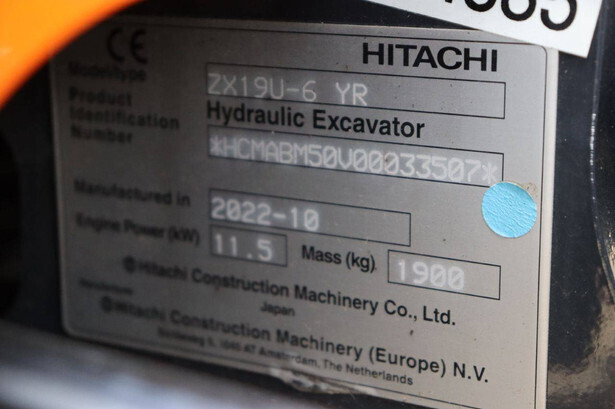 CE
HITACHI
Model/type
ZX19U-6 YR
Hydraulic Excavator
Product
Identification
Number
*HCMABM50V00033507*
Manufactured in
2022-10
Engine Power (kW)
11.5
Mass (kg)
1900
Hitachi Construction Machinery Co., Ltd.
Japan
Manufacturer
Hitachi Construction Machinery (Europe) N.V.
Amsterdam, The Netherlands